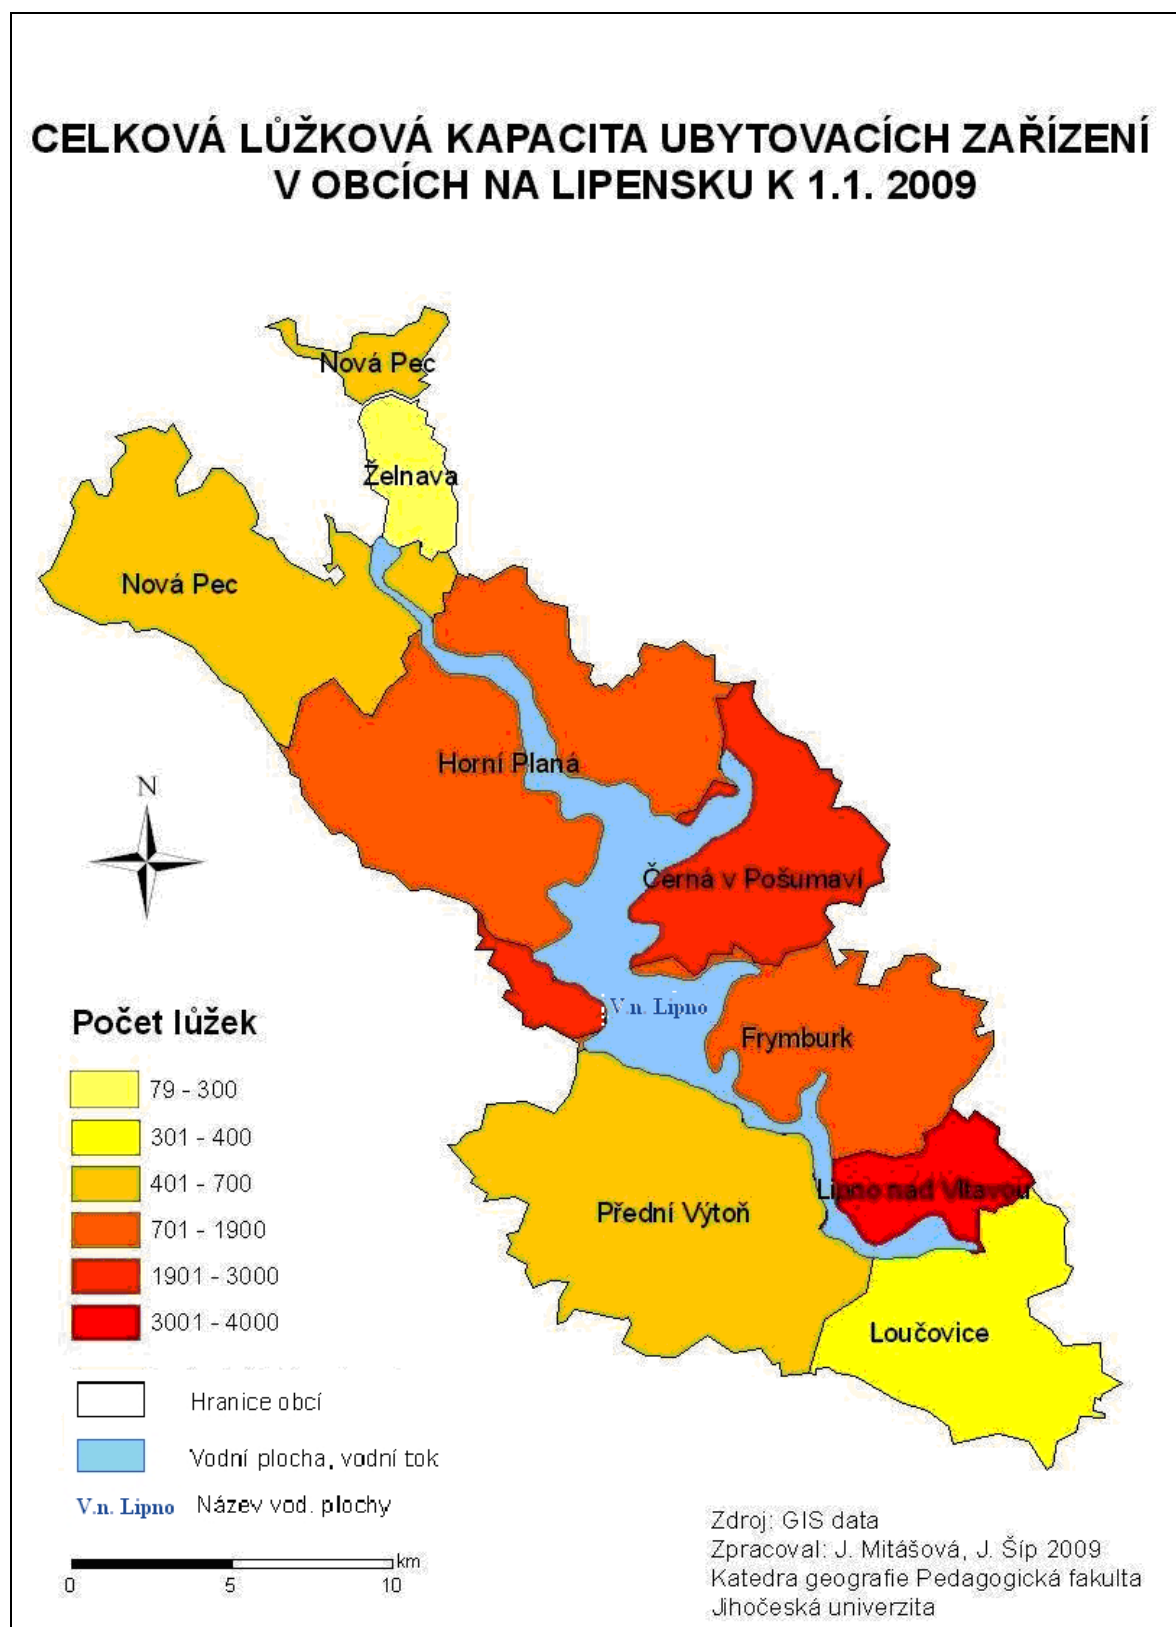 CELKOVÁ LŮŽKOVÁ KAPACITA UBYTOVACÍCH ZAŘÍZENÍ
V OBCÍCH NA LIPENSKU K 1.1. 2009
Nová Pec
Želnava
Nová Pec
Horní Planá
N
Černá v Pošumaví
V.n. Lipno
Frymburk
Lipno nad Vltavou
Přední Výtoň
Loučovice
Počet lůžek
79 - 300
301 - 400
401 - 700
701 - 1900
1901 - 3000
3001 - 4000
Hranice obcí
Vodní plocha, vodní tok
V.n. Lipno Název vod. plochy
km
0 5 10
Zdroj: GIS data
Zpracoval: J. Mitášová, J. Šíp 2009
Katedra geografie Pedagogická fakulta
Jihočeská univerzita